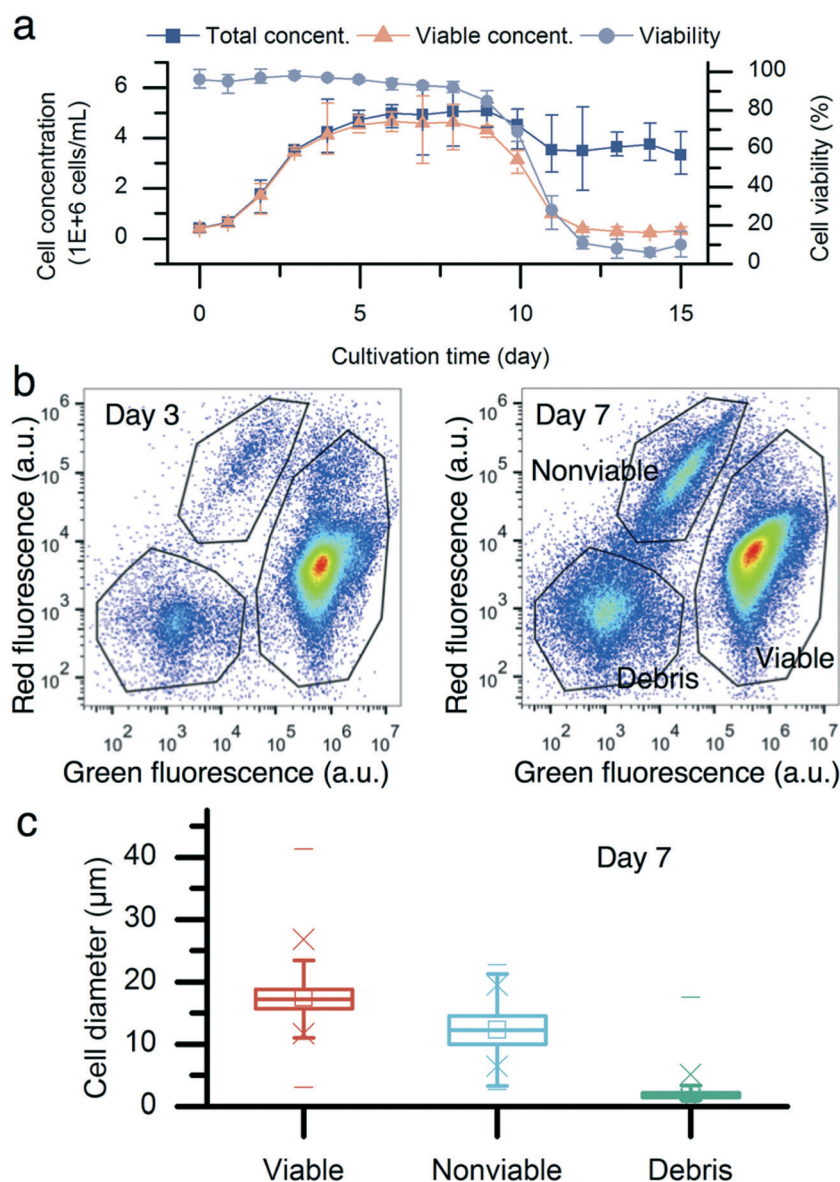 a
Total concent. Viable concent. Viability
Cell concentration
(1E+6 cells/mL)
6
4
2
0
100
80
60
40
20
0
Cell viability (%)
0 5 10 15
Cultivation time (day)
b
Day 3
Red fluorescence (a.u.)
10^6
10^5
10^4
10^3
10^2
10^2 10^3 10^4 10^5 10^6 10^7
Green fluorescence (a.u.)
Day 7
Nonviable
Debris
Viable
Red fluorescence (a.u.)
10^6
10^5
10^4
10^3
10^2
10^2 10^3 10^4 10^5 10^6 10^7
Green fluorescence (a.u.)
c
Day 7
Cell diameter (µm)
40
30
20
10
0
Viable Nonviable Debris